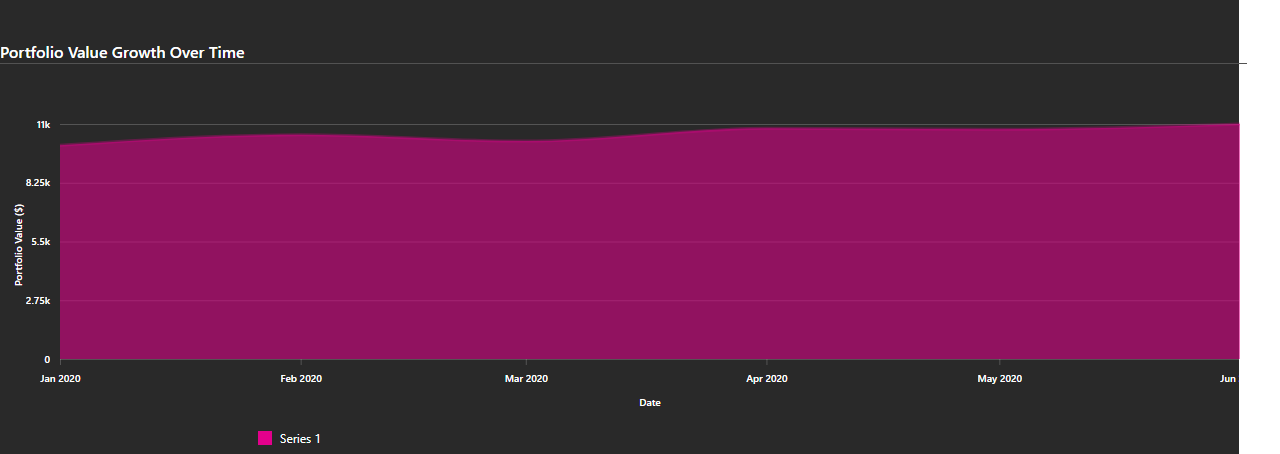 Portfolio Value Growth Over Time
11k
8.25k
5.5k
2.75k
0
Portfolio Value ($)
Jan 2020
Feb 2020
Mar 2020
Apr 2020
May 2020
Jun
Date
Series 1